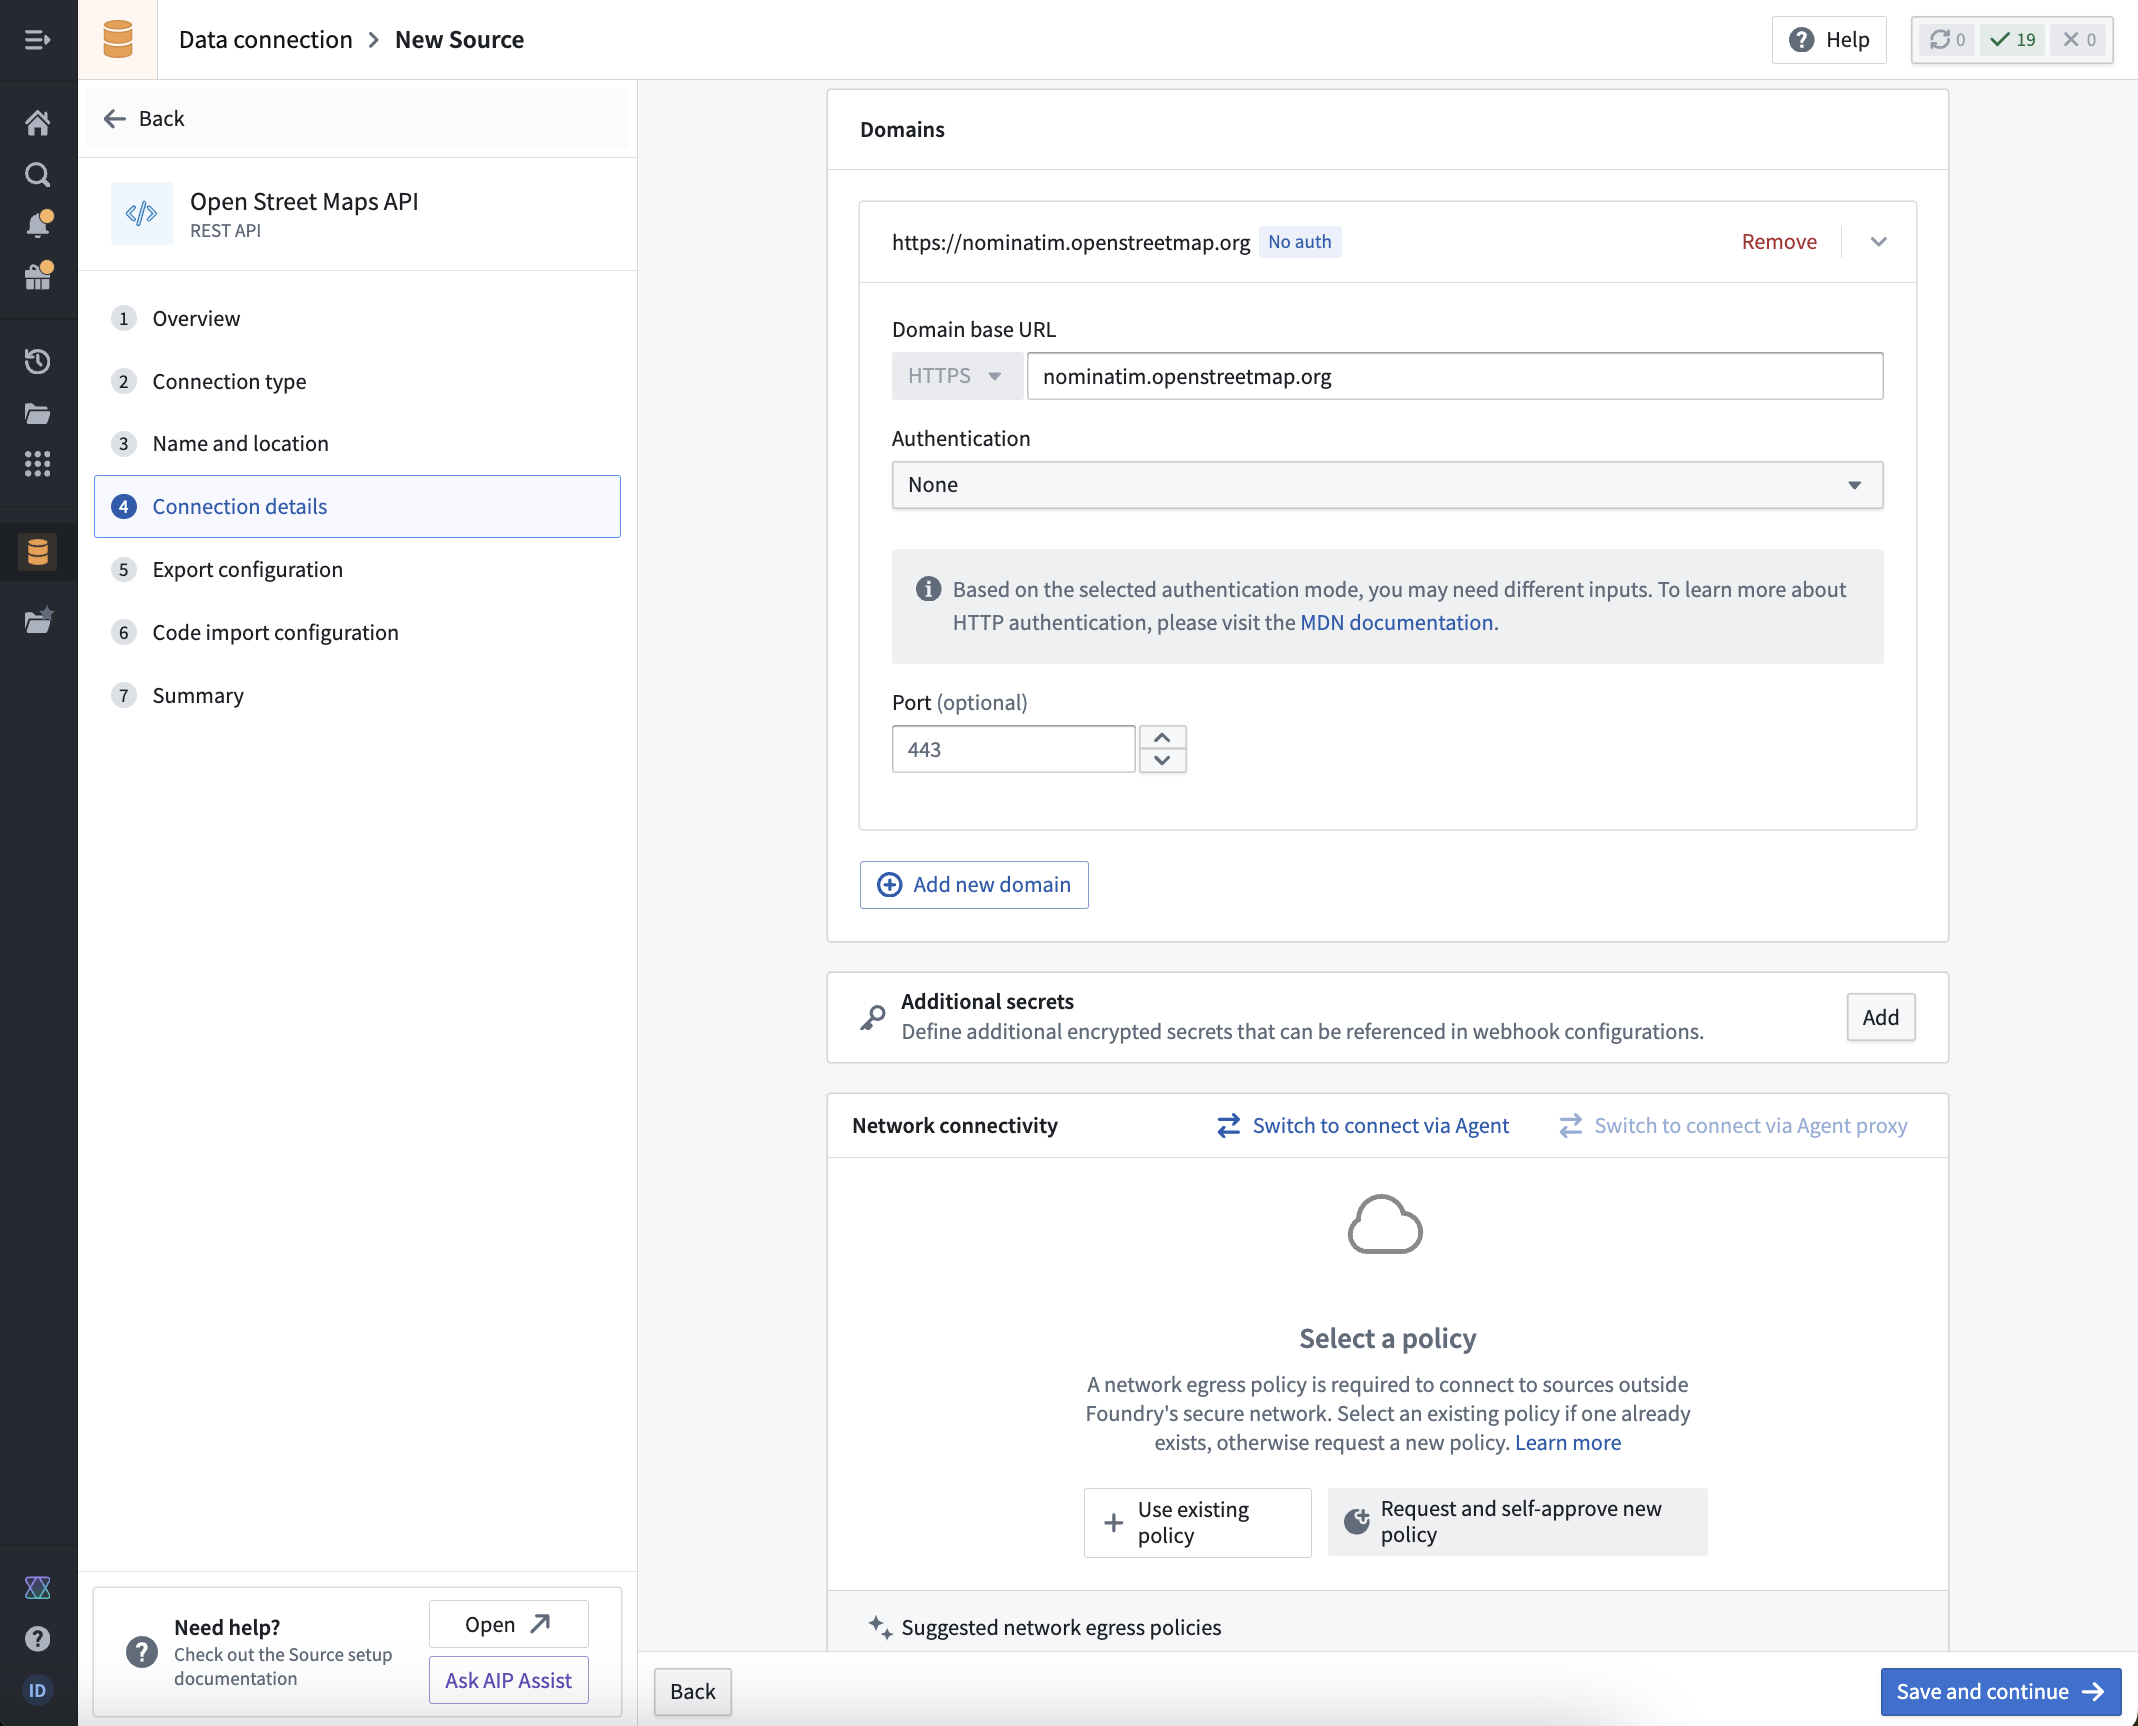 Data connection > New Source
Help
0
19
0
Back
Open Street Maps API
REST API
1 Overview
2 Connection type
3 Name and location
4 Connection details
5 Export configuration
6 Code import configuration
7 Summary
Need help?
Check out the Source setup
documentation
Open
Ask AIP Assist
ID
Domains
https://nominatim.openstreetmap.org No auth
Remove
Domain base URL
HTTPS
nominatim.openstreetmap.org
Authentication
None
Based on the selected authentication mode, you may need different inputs. To learn more about
HTTP authentication, please visit the MDN documentation.
Port (optional)
443
Add new domain
Additional secrets
Define additional encrypted secrets that can be referenced in webhook configurations.
Add
Network connectivity
Switch to connect via Agent
Switch to connect via Agent proxy
Select a policy
A network egress policy is required to connect to sources outside
Foundry's secure network. Select an existing policy if one already
exists, otherwise request a new policy. Learn more
Use existing
policy
Request and self-approve new
policy
Suggested network egress policies
Back
Save and continue